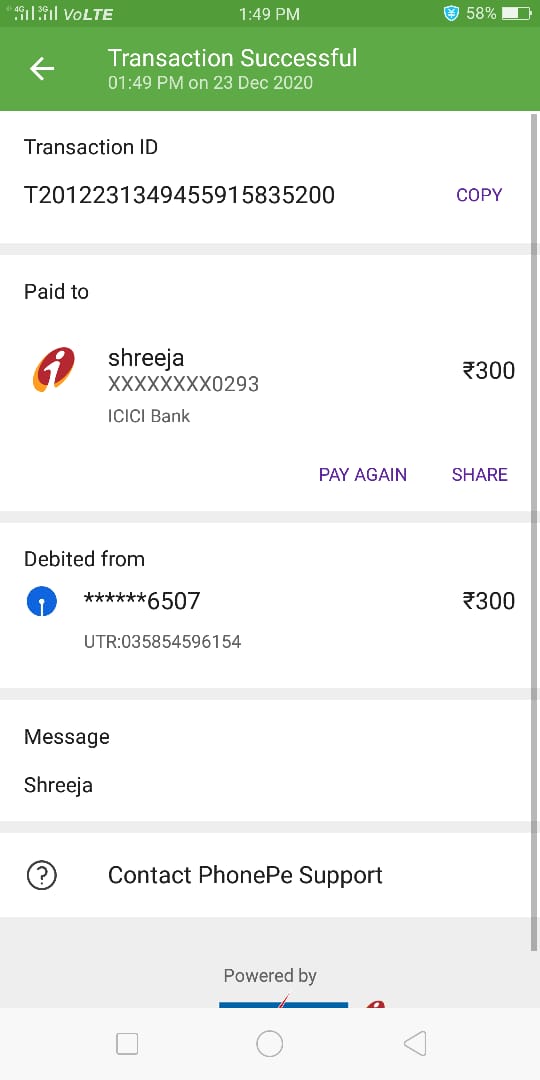 4G 3G VoLTE 1:49 PM 58%
Transaction Successful
01:49 PM on 23 Dec 2020
Transaction ID
T2012231349455915835200 COPY
Paid to
shreeja
XXXXXXXX0293 ₹300
ICICI Bank
PAY AGAIN SHARE
Debited from
******6507 ₹300
UTR:035854596154
Message
Shreeja
Contact PhonePe Support
Powered by